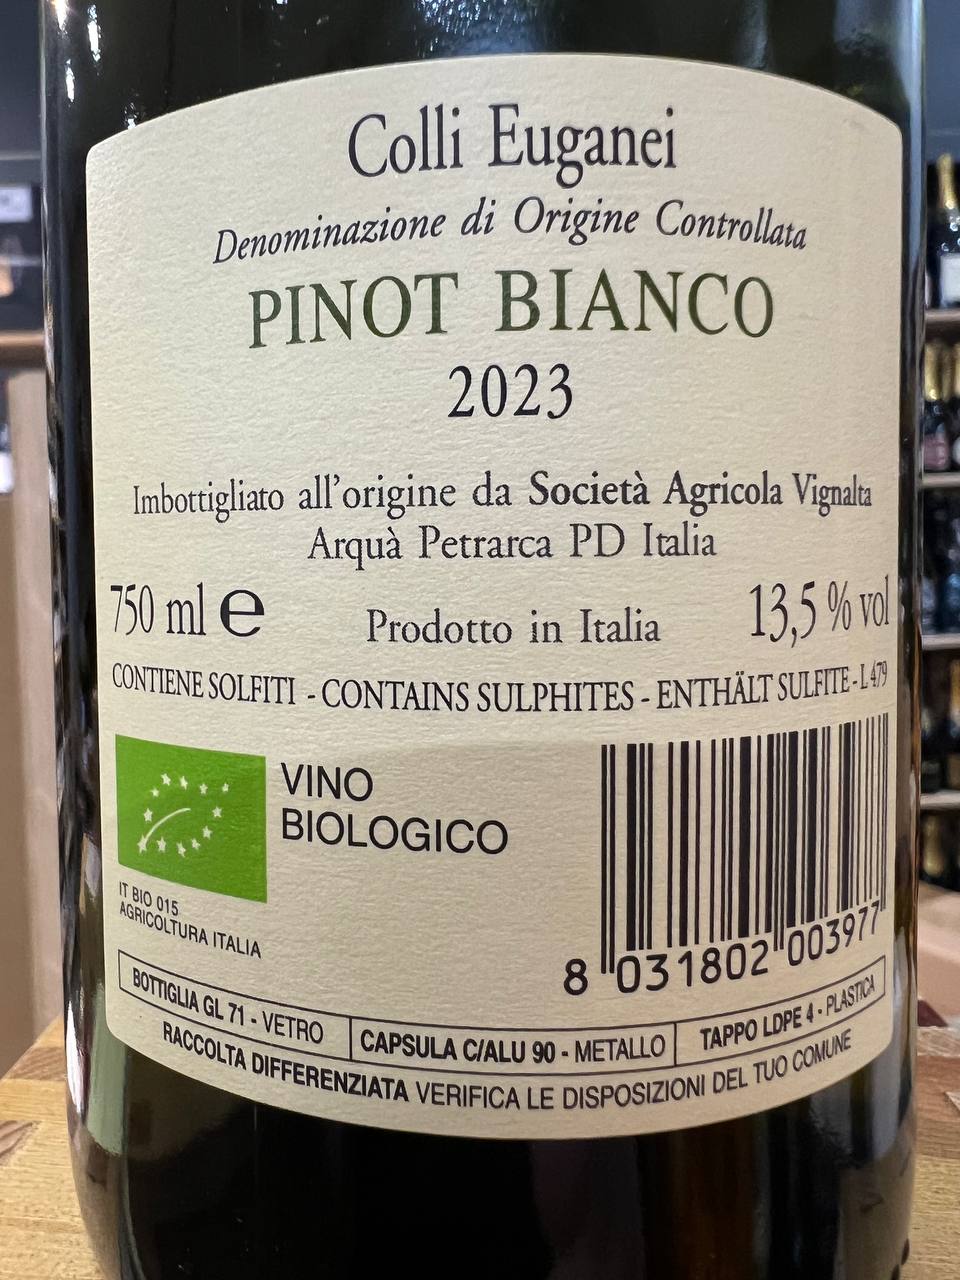 Colli Euganei
Denominazione di Origine Controllata
PINOT BIANCO
2023
Imbottigliato all'origine da Società Agricola Vignalta
Arquà Petrarca PD Italia
750 ml e Prodotto in Italia 13,5 % vol
CONTIENE SOLFITI - CONTAINS SULPHITES - ENTHÄLT SULFITE - L 479
VINO
BIOLOGICO
IT BIO 015
AGRICOLTURA ITALIA
8 031802 003977
BOTTIGLIA GL 71 - VETRO CAPSULA C/ALU 90 - METALLO TAPPO LDPE 4 - PLASTICA
RACCOLTA DIFFERENZIATA VERIFICA LE DISPOSIZIONI DEL TUO COMUNE